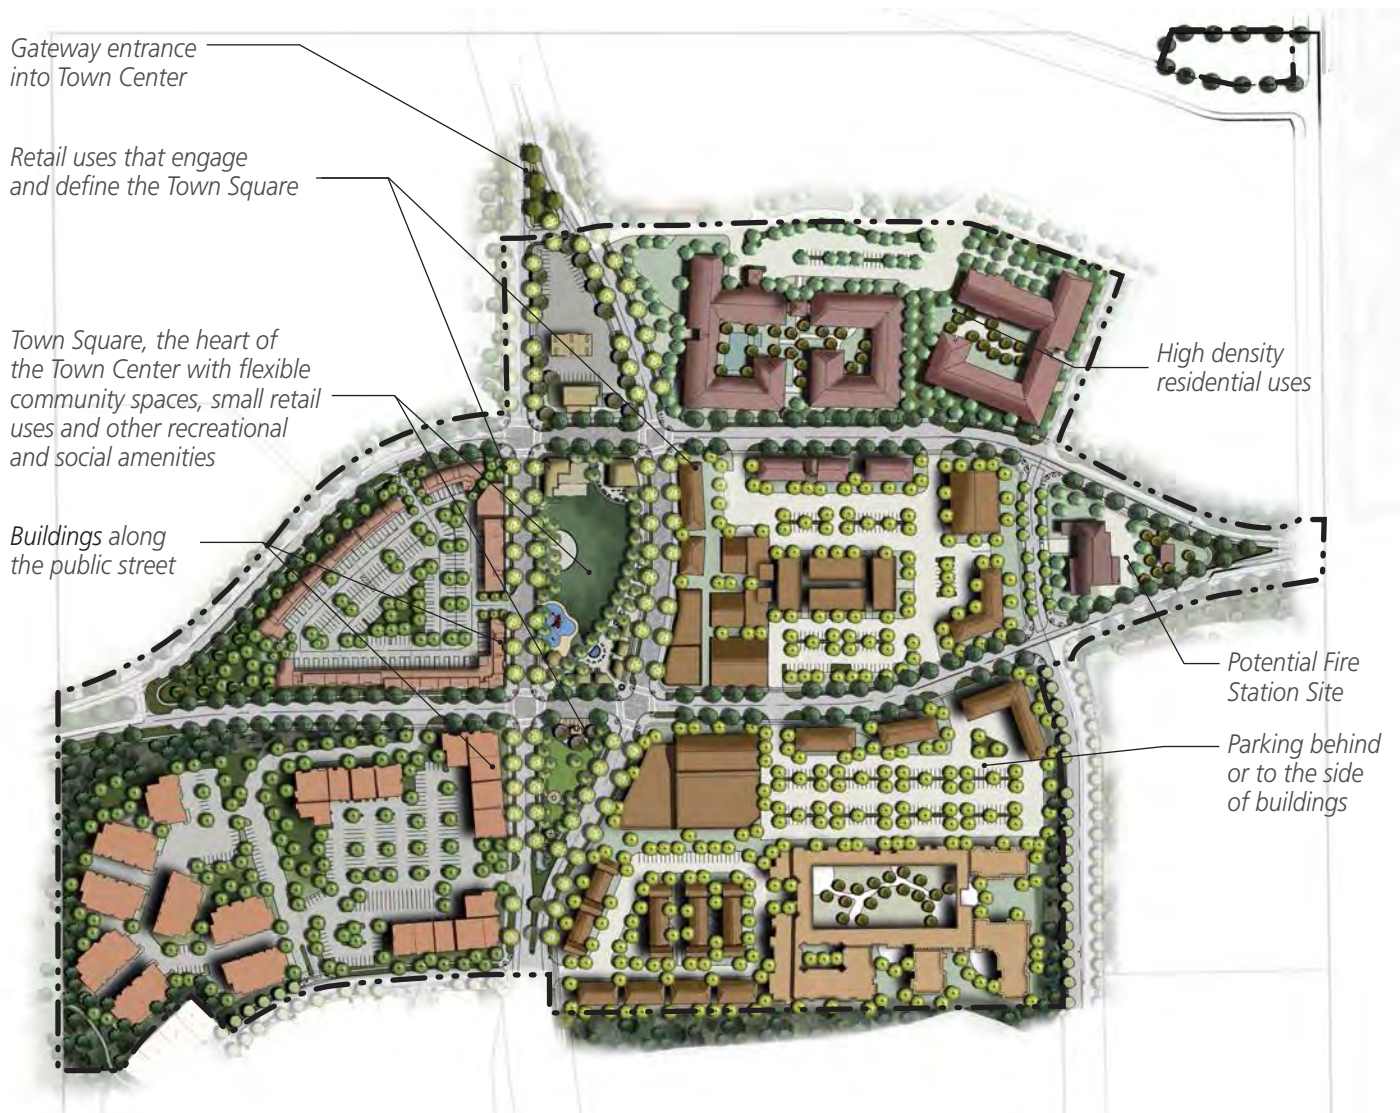 Gateway entrance
into Town Center
Retail uses that engage
and define the Town Square
Town Square, the heart of
the Town Center with flexible
community spaces, small retail
uses and other recreational
and social amenities
Buildings along
the public street
High density
residential uses
Potential Fire
Station Site
Parking behind
or to the side
of buildings